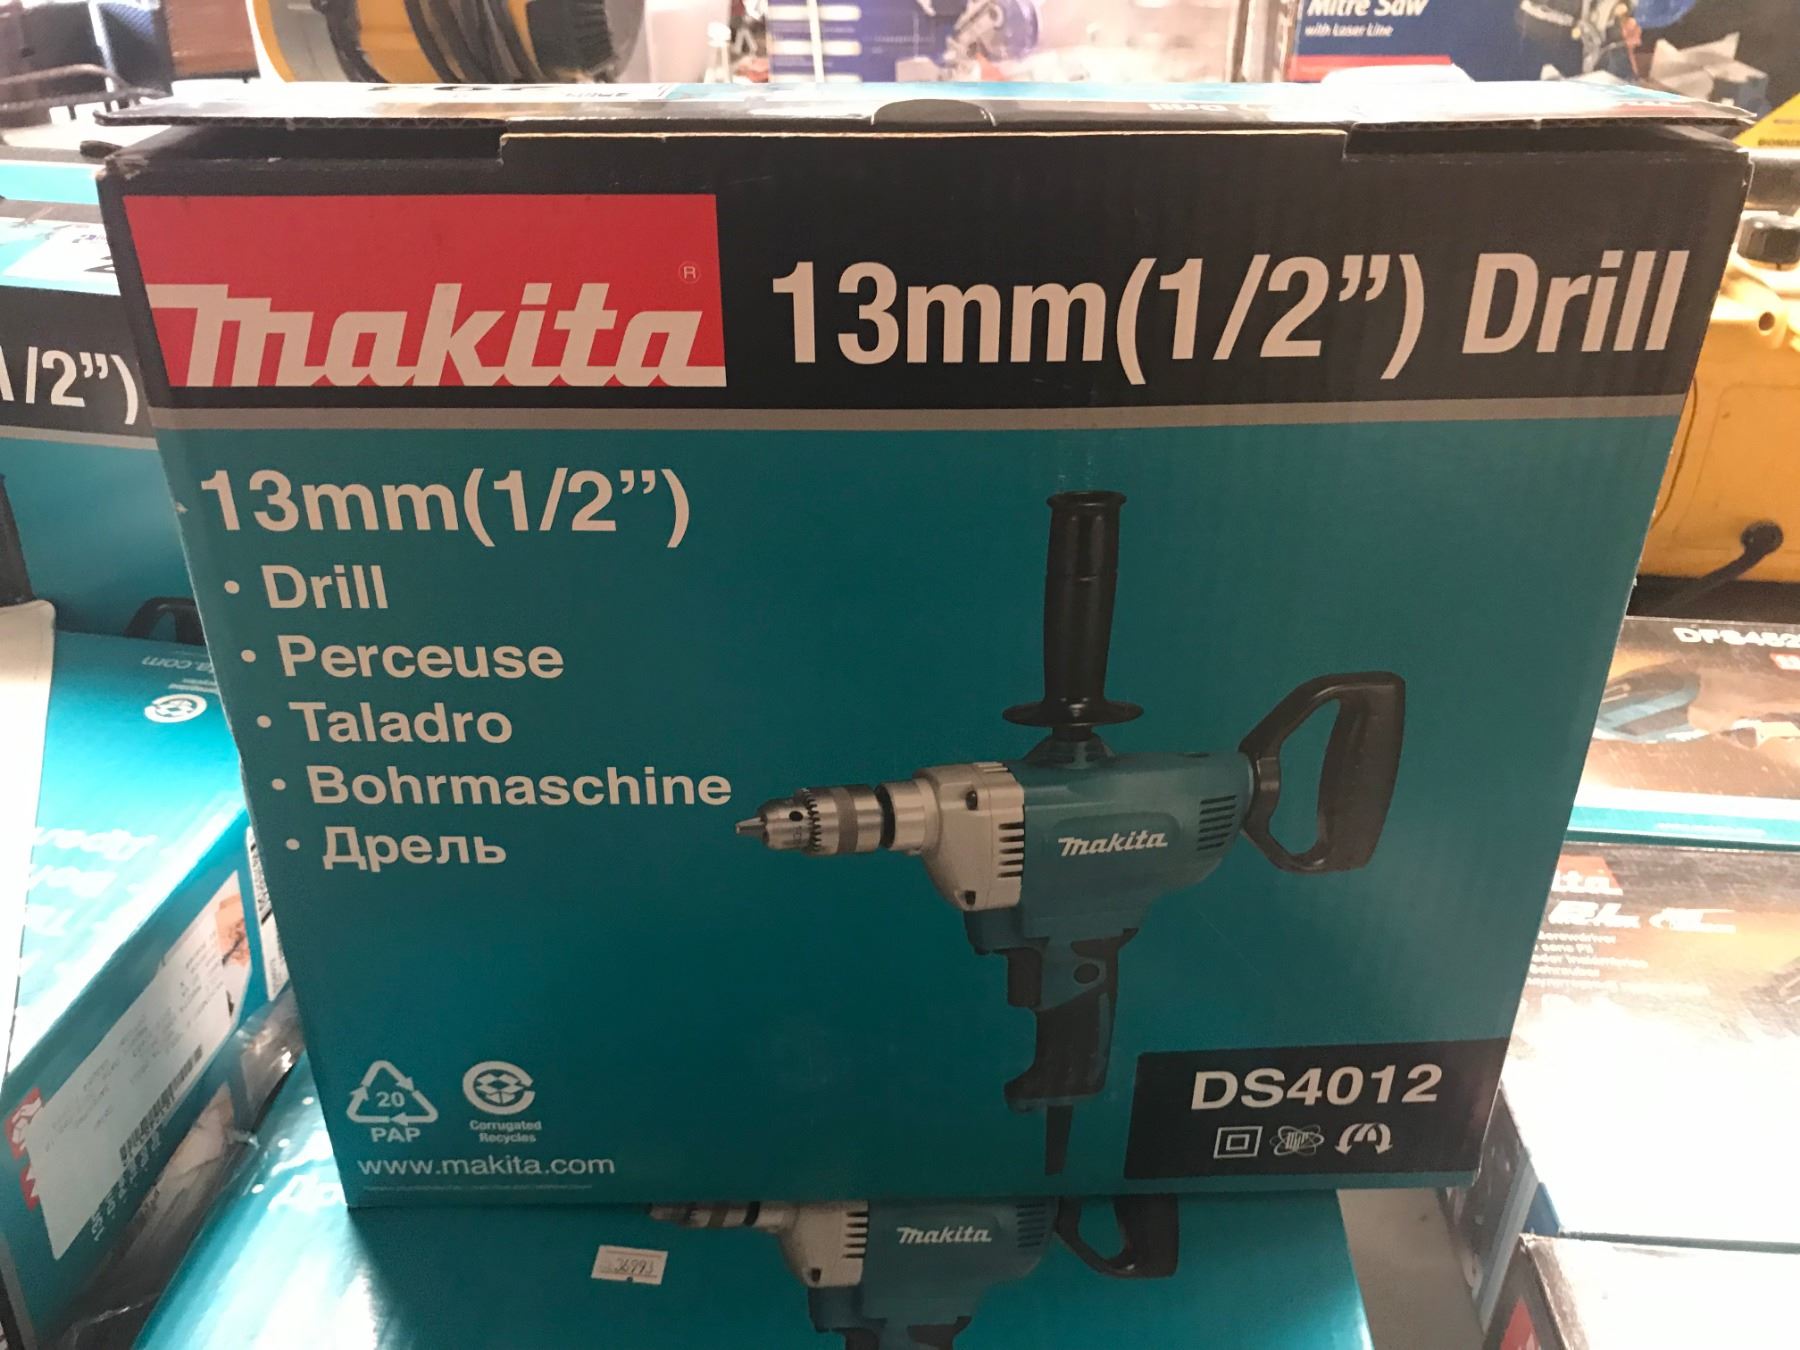 Mitre Saw
with Laser Line
makita ®
13mm(1/2”) Drill
1/2”)
13mm(1/2”)
• Drill
• Perceuse
• Taladro
• Bohrmaschine
• Дрель
makita
DS4012
20
PAP
Corrugated
Recycles
www.makita.com
makita